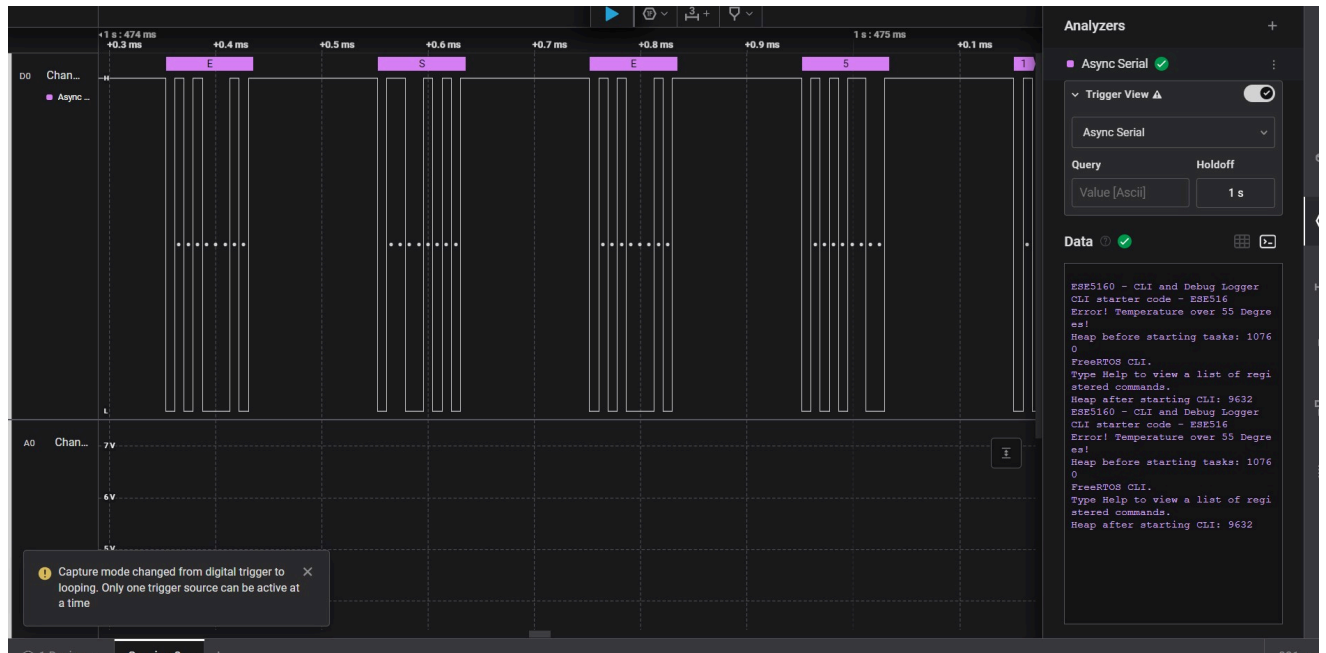 1 s : 474 ms
1 s : 475 ms
+0.3 ms
+0.4 ms
+0.5 ms
+0.6 ms
+0.7 ms
+0.8 ms
+0.9 ms
+0.1 ms
D0 Chan...
Async ...
H
E
S
E
5
1
L
A0 Chan...
7 V
6 V
5 V
Capture mode changed from digital trigger to
looping. Only one trigger source can be active at
a time
Analyzers
Async Serial
Trigger View
Async Serial
Query Holdoff
Value [Ascii] 1 s
Data
ESE5160 - CLI and Debug Logger
CLI starter code - ESE516
Error! Temperature over 55 Degre
es!
Heap before starting tasks: 1076
0
FreeRTOS CLI.
Type Help to view a list of regi
stered commands.
Heap after starting CLI: 9632
ESE5160 - CLI and Debug Logger
CLI starter code - ESE516
Error! Temperature over 55 Degre
es!
Heap before starting tasks: 1076
0
FreeRTOS CLI.
Type Help to view a list of regi
stered commands.
Heap after starting CLI: 9632